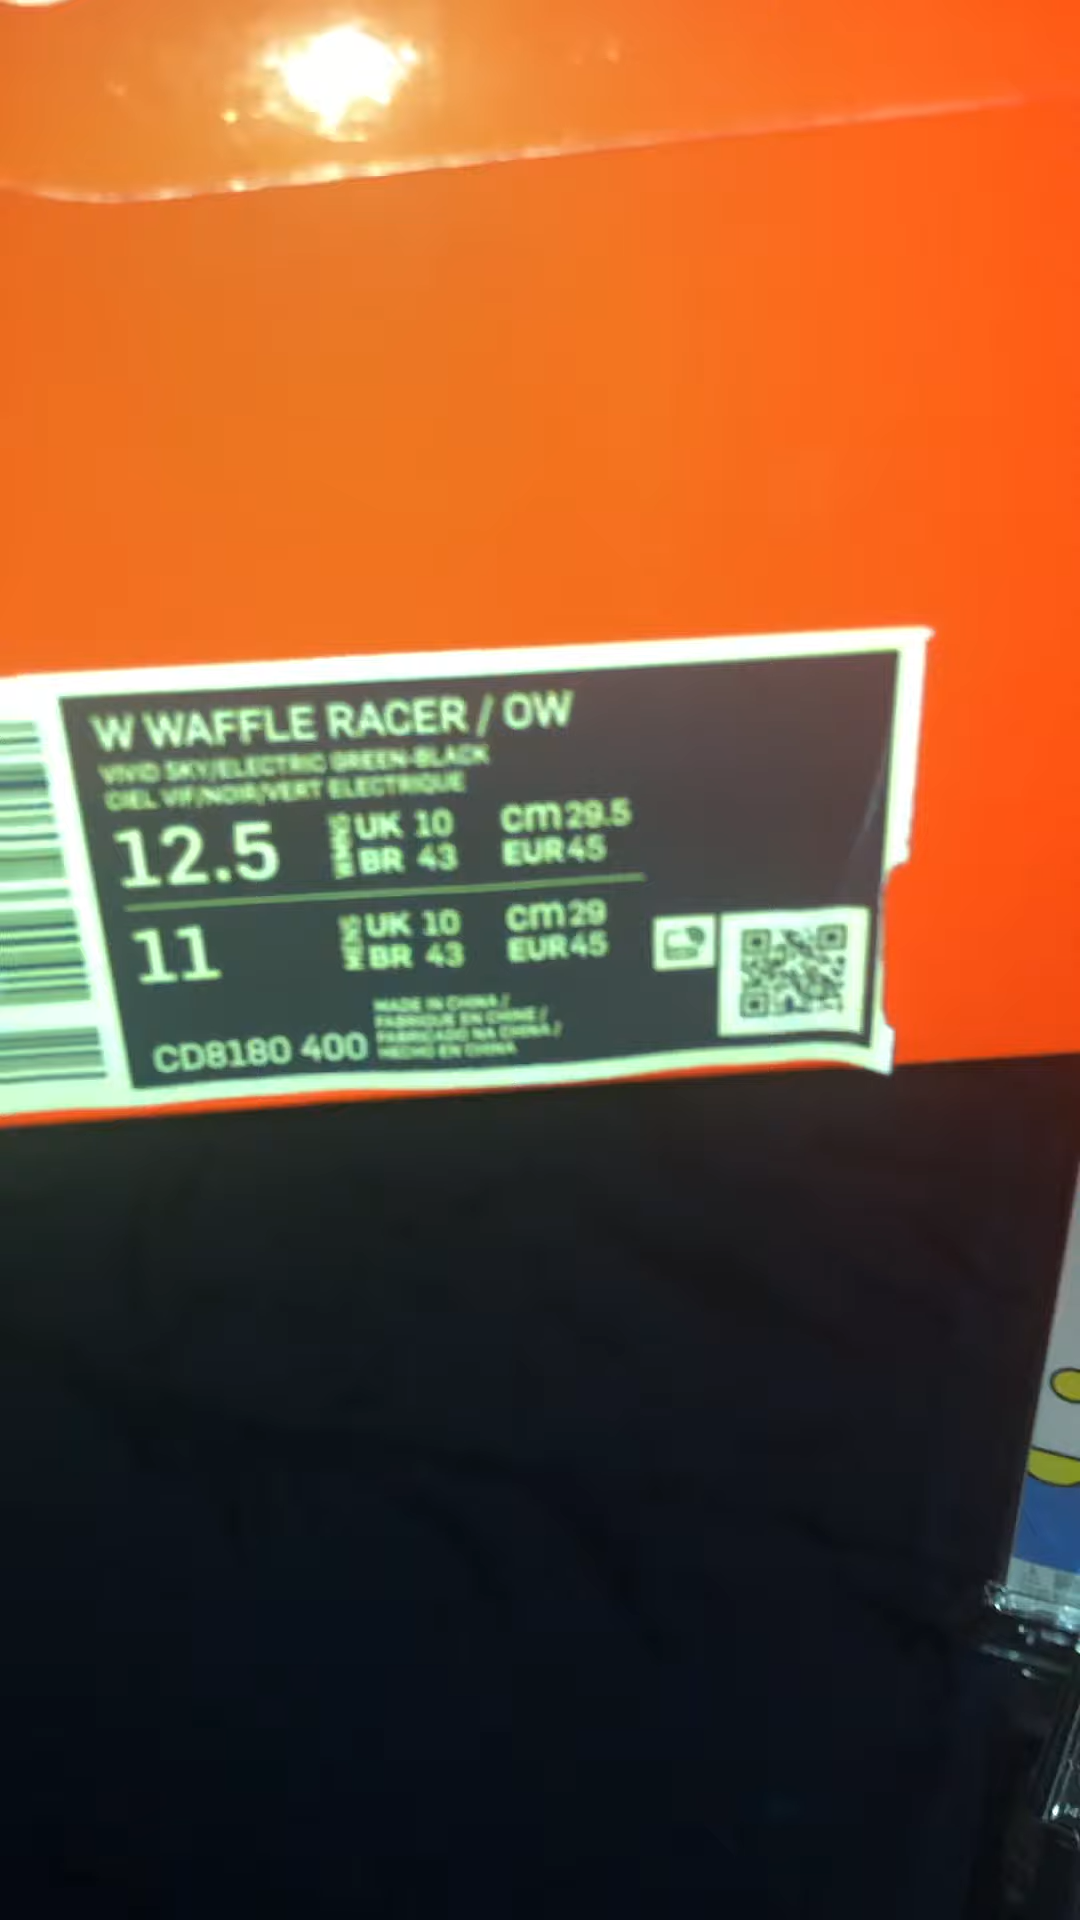 W WAFFLE RACER / OW
VIVID SKY/ELECTRIC GREEN-BLACK
CIEL VIF/NOIR/VERT ELECTRIQUE
12.5 WMNS UK 10 cm 29.5
BR 43 EUR 45
11 MENS UK 10 cm 29
BR 43 EUR 45
MADE IN CHINA /
FABRIQUE EN CHINE /
FABRICADO NA CHINA /
HECHO EN CHINA
CD8180 400